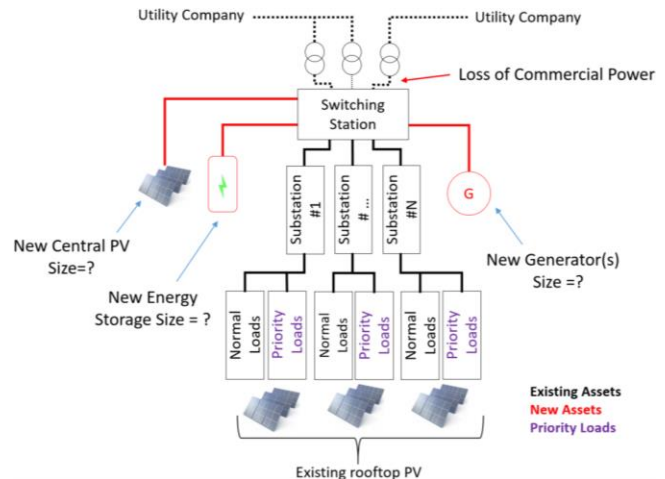 Utility Company
Utility Company
Loss of Commercial Power
Switching
Station
Substation
#1
Substation
# ...
Substation
#N
G
New Central PV
Size=?
New Energy
Storage Size = ?
New Generator(s)
Size =?
Normal
Loads
Priority
Loads
Normal
Loads
Priority
Loads
Normal
Loads
Priority
Loads
Existing Assets
New Assets
Priority Loads
Existing rooftop PV